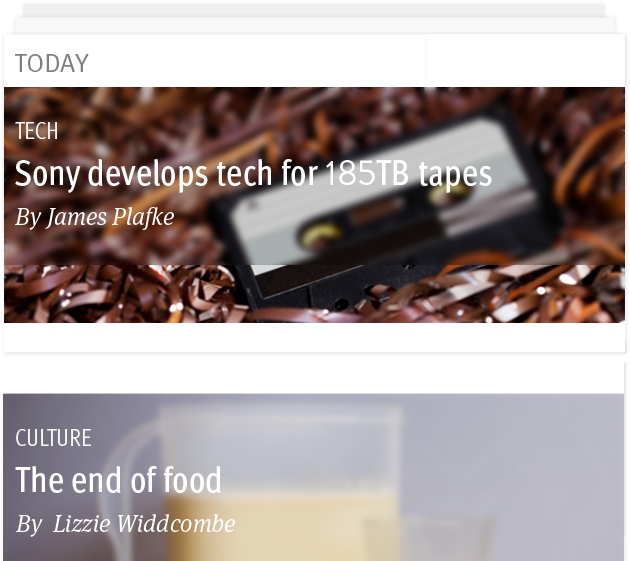 TODAY
TECH
Sony develops tech for 185TB tapes
By James Plafke
CULTURE
The end of food
By Lizzie Widdcombe